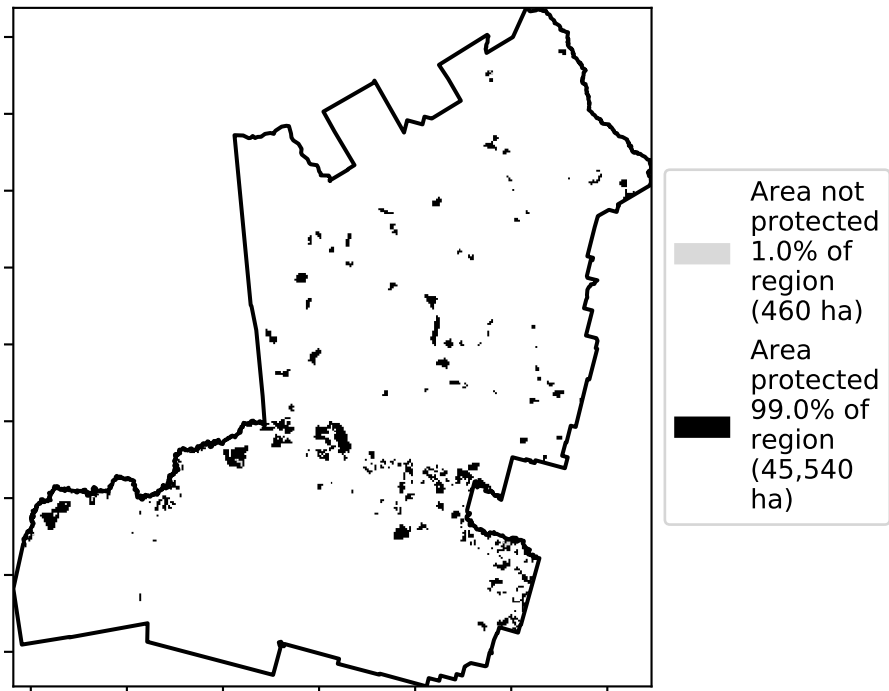 Area not
protected
1.0% of
region
(460 ha)
Area
protected
99.0% of
region
(45,540
ha)